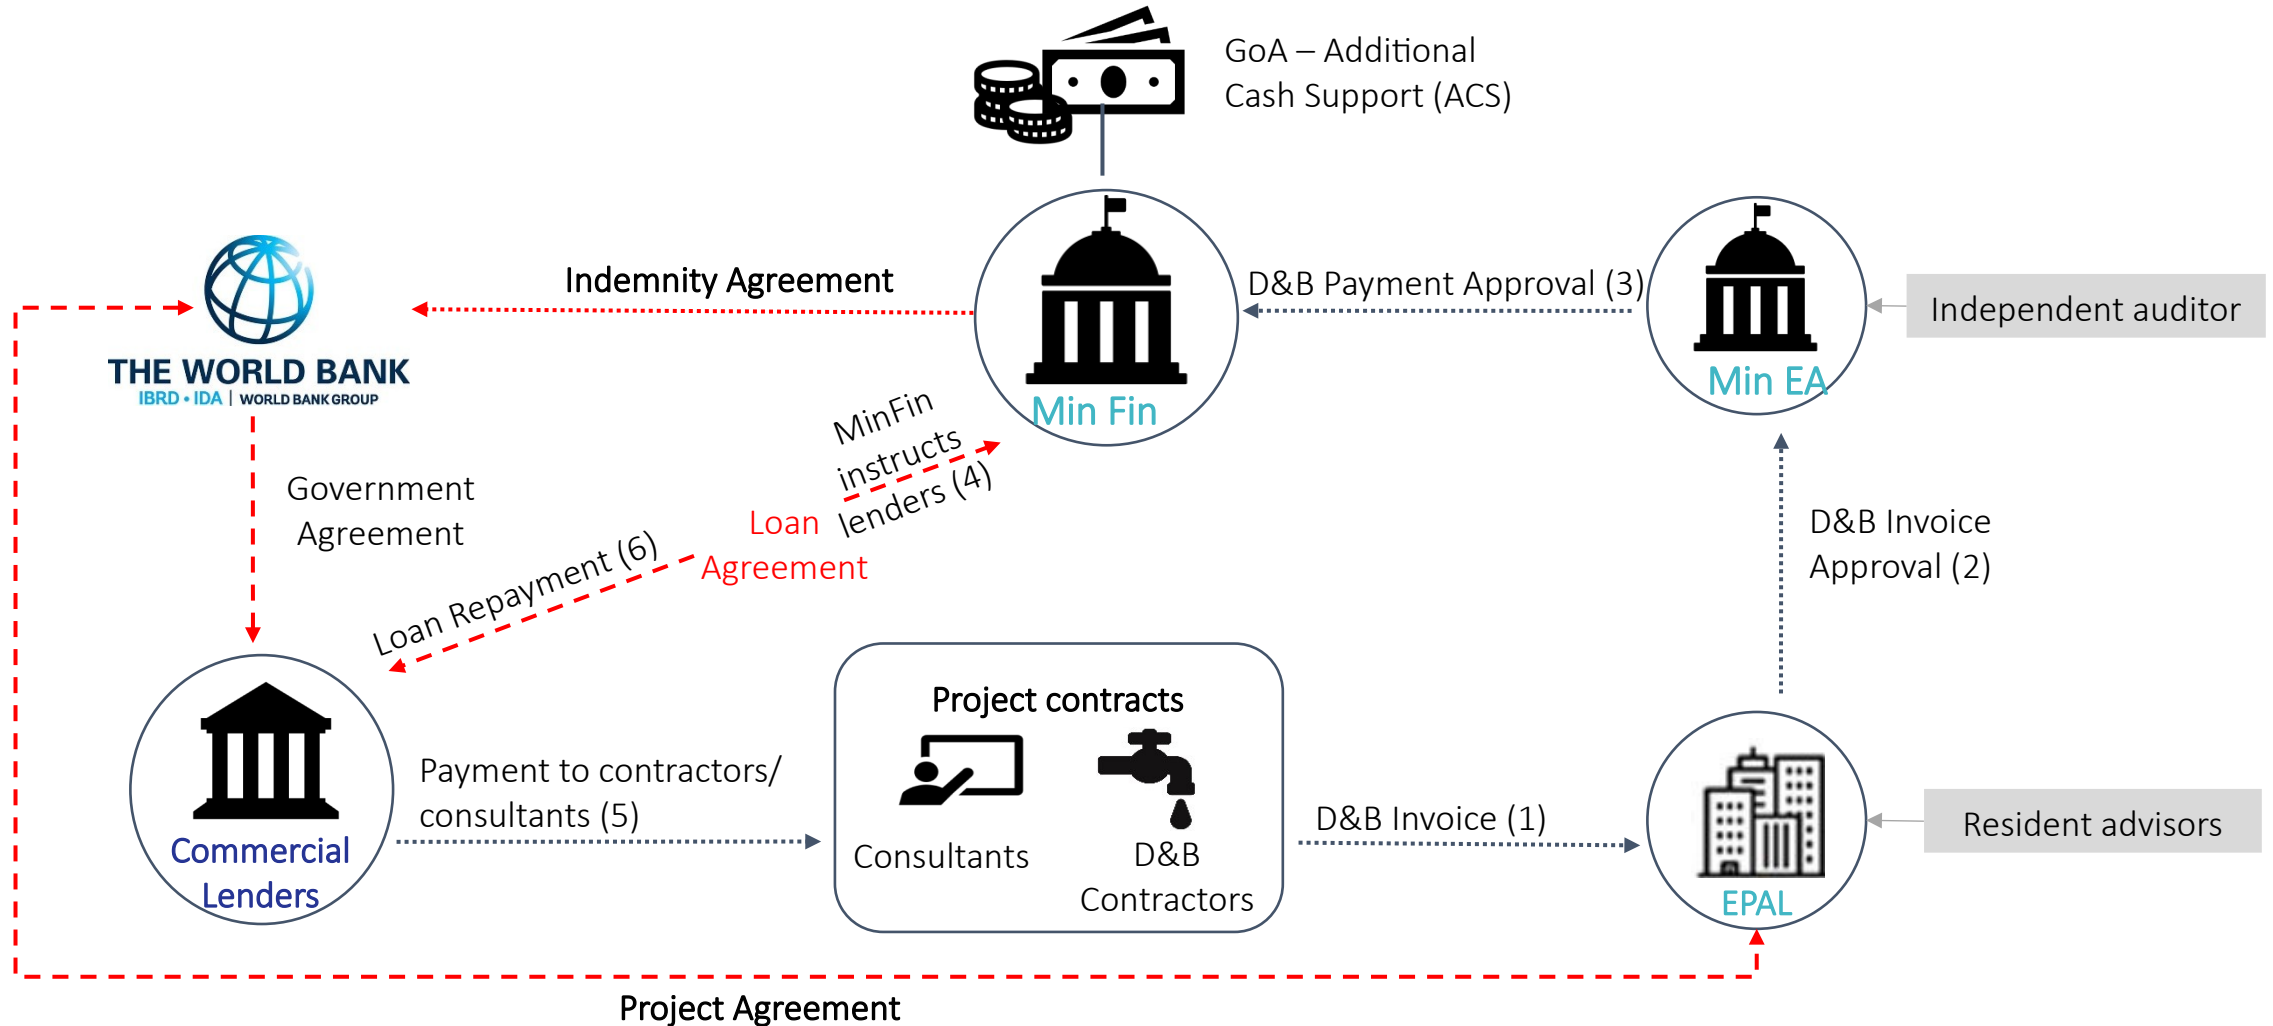 GoA – Additional
Cash Support (ACS)
Indemnity Agreement
D&B Payment Approval (3)
Independent auditor
THE WORLD BANK
IBRD • IDA | WORLD BANK GROUP
Min Fin
Min EA
MinFin
instructs
lenders (4)
Government
Agreement
Loan
Agreement
Loan Repayment (6)
D&B Invoice
Approval (2)
Project contracts
Payment to contractors/
consultants (5)
Consultants
D&B
Contractors
D&B Invoice (1)
Resident advisors
Commercial
Lenders
EPAL
Project Agreement